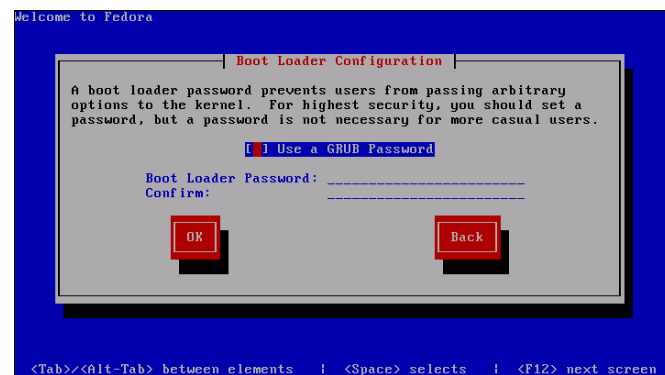 Welcome to Fedora
Boot Loader Configuration
A boot loader password prevents users from passing arbitrary
options to the kernel.  For highest security, you should set a
password, but a password is not necessary for more casual users.
[ ] Use a GRUB Password
Boot Loader Password: ________________________
Confirm: ________________________
OK Back
<Tab>/<Alt-Tab> between elements | <Space> selects | <F12> next screen